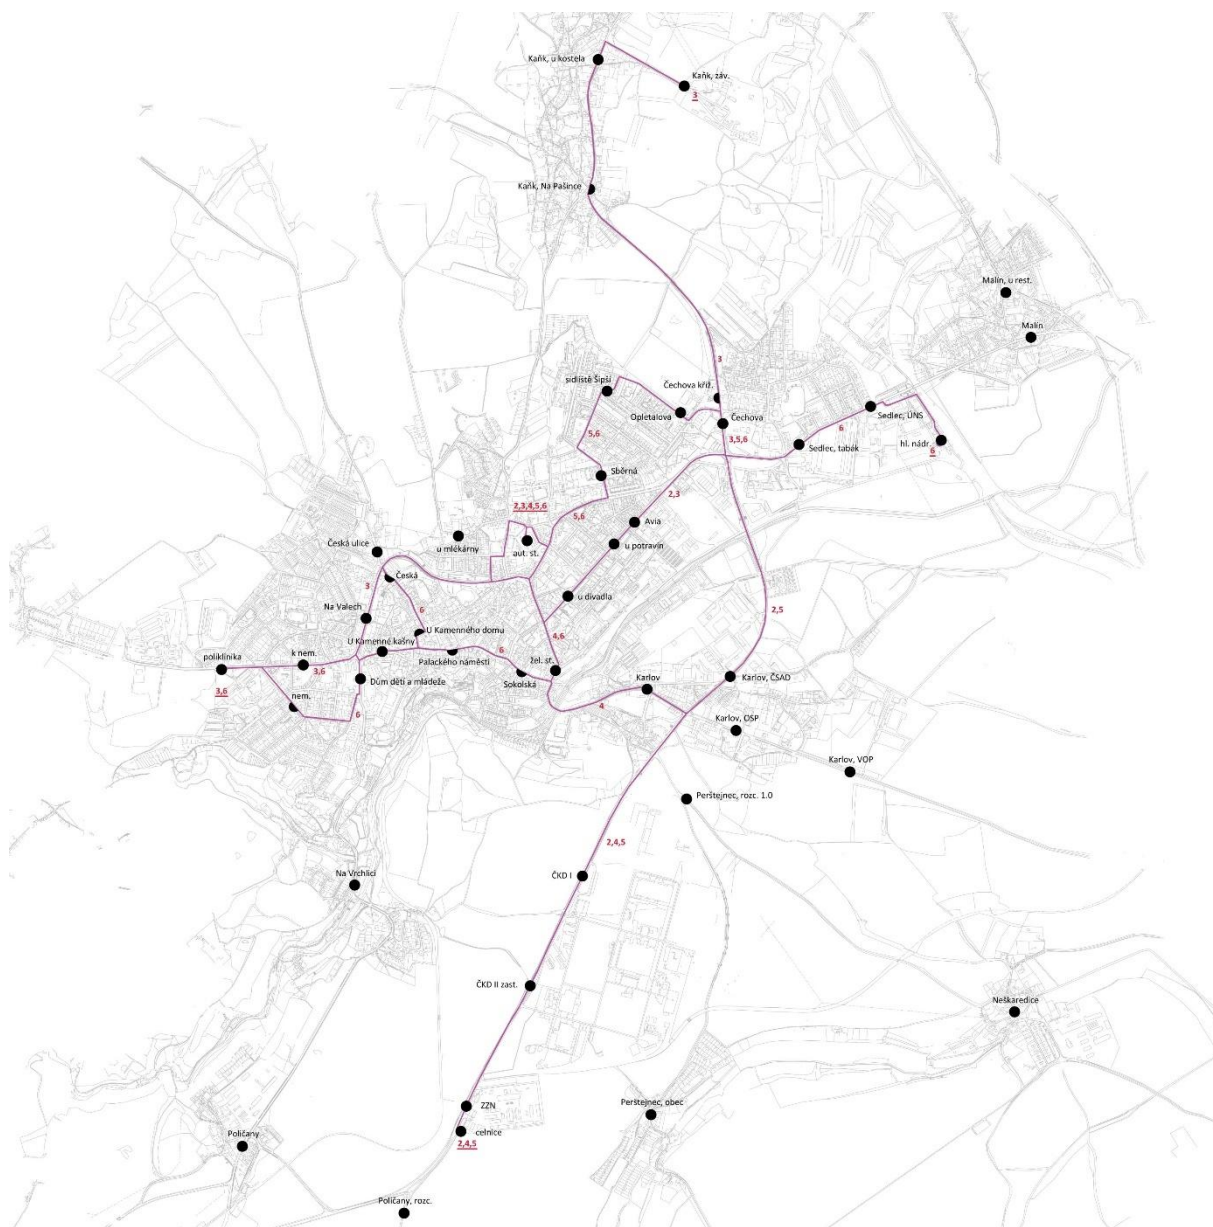 Kaňk, u kostela
Kaňk, záv.
3
Kaňk, Na Pašince
Malín, u rest.
Malín
3
sídliště Šipší
Čechova křiž.
Opletalova
Čechova
Sedlec, ÚNS
5,6
3,5,6
6
Sedlec, tabák
hl. nádr.
6
Sběrná
2,3
2,3,4,5,6
5,6
Avia
Česká ulice
u mlékárny
aut. st.
u potravin
Česká
3
u divadla
6
2,5
Na Valech
U Kamenného domu
4,6
U Kamenné kašny
k nem.
6
poliklinika
3,6
Palackého náměstí
žel. st.
Dům dětí a mládeže
Sokolská
Karlov, ČSAD
3,6
Karlov
nem.
4
6
Karlov, OSP
Karlov, VOP
Perštejnec, rozc. 1.0
2,4,5
Na Vrchlici
ČKD I
ČKD II zast.
Neškaredice
ZZN
Perštejnec, obec
Poličany
celnice
2,4,5
Poličany, rozc.